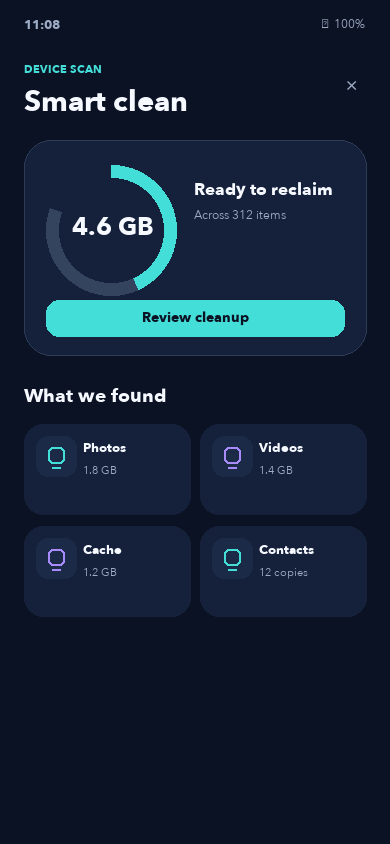 11:08
100%
DEVICE SCAN
Smart clean
×
4.6 GB
Ready to reclaim
Across 312 items
Review cleanup
What we found
Photos
1.8 GB
Videos
1.4 GB
Cache
1.2 GB
Contacts
12 copies